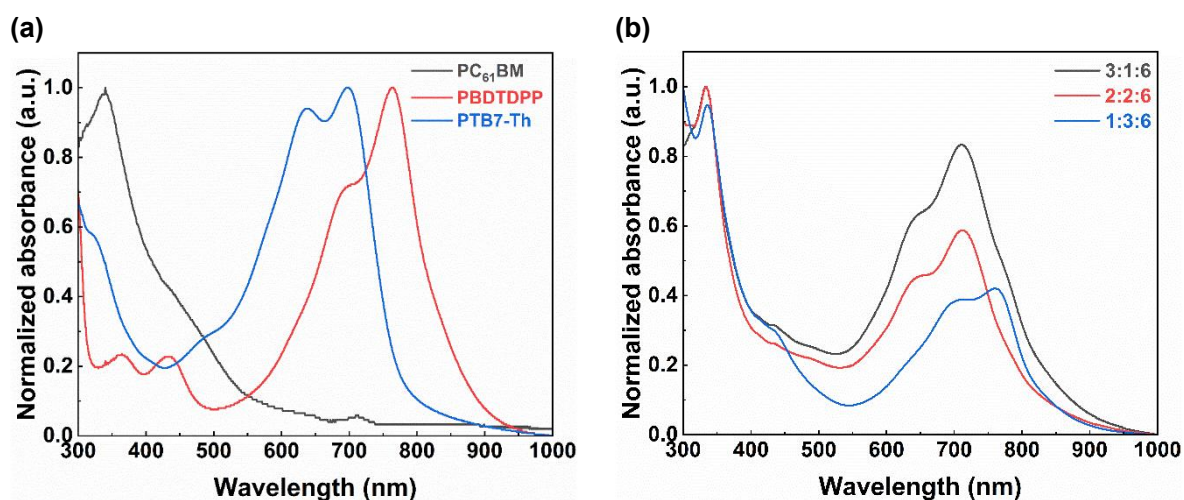 (a)
Normalized absorbance (a.u.)
1.0
0.8
0.6
0.4
0.2
0.0
PC₆₁BM
PBDTDPP
PTB7-Th
300 400 500 600 700 800 900 1000
Wavelength (nm)
(b)
Normalized absorbance (a.u.)
1.0
0.8
0.6
0.4
0.2
0.0
3:1:6
2:2:6
1:3:6
300 400 500 600 700 800 900 1000
Wavelength (nm)